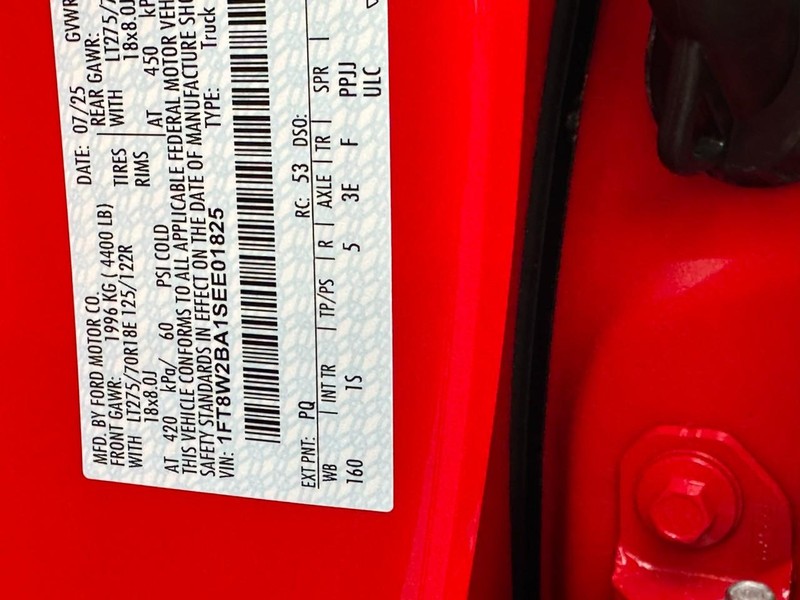 MFD. BY FORD MOTOR CO.
DATE: 07/25
GVWR
FRONT GAWR: 1996 KG ( 4400 LB)
REAR GAWR:
WITH LT275/70R18E 125/122R
TIRES
WITH LT275/7
18x8.0J
RIMS
18x8.0J
AT 420 kPa/ 60 PSI COLD
AT 450 kP
THIS VEHICLE CONFORMS TO ALL APPLICABLE FEDERAL MOTOR VEH
SAFETY STANDARDS IN EFFECT ON THE DATE OF MANUFACTURE SHO
VIN: 1FT8W2BA1SEE01825
TYPE: Truck
EXT PNT: PQ
RC: 53 DSO:
WB | INT TR | TP/PS | R | AXLE | TR | SPR |
160 1S 5 3E F PPJJ
ULC